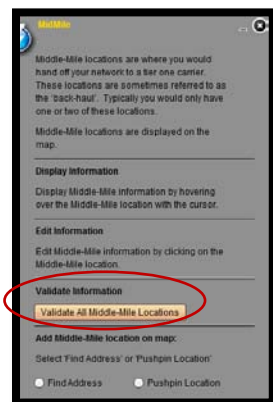 MidMile
Middle-Mile locations are where you would
hand off your network to a tier one carrier.
These locations are sometimes referred to as
the 'back-haul'. Typically you would only have
one or two of these locations.
Middle-Mile locations are displayed on the
map.
Display Information
Display Middle-Mile information by hovering
over the Middle-Mile location with the cursor.
Edit Information
Edit Middle-Mile information by clicking on the
Middle-Mile location.
Validate Information
Validate All Middle-Mile Locations
Add Middle-Mile location on map:
Select 'Find Address' or 'Pushpin Location'
Find Address Pushpin Location